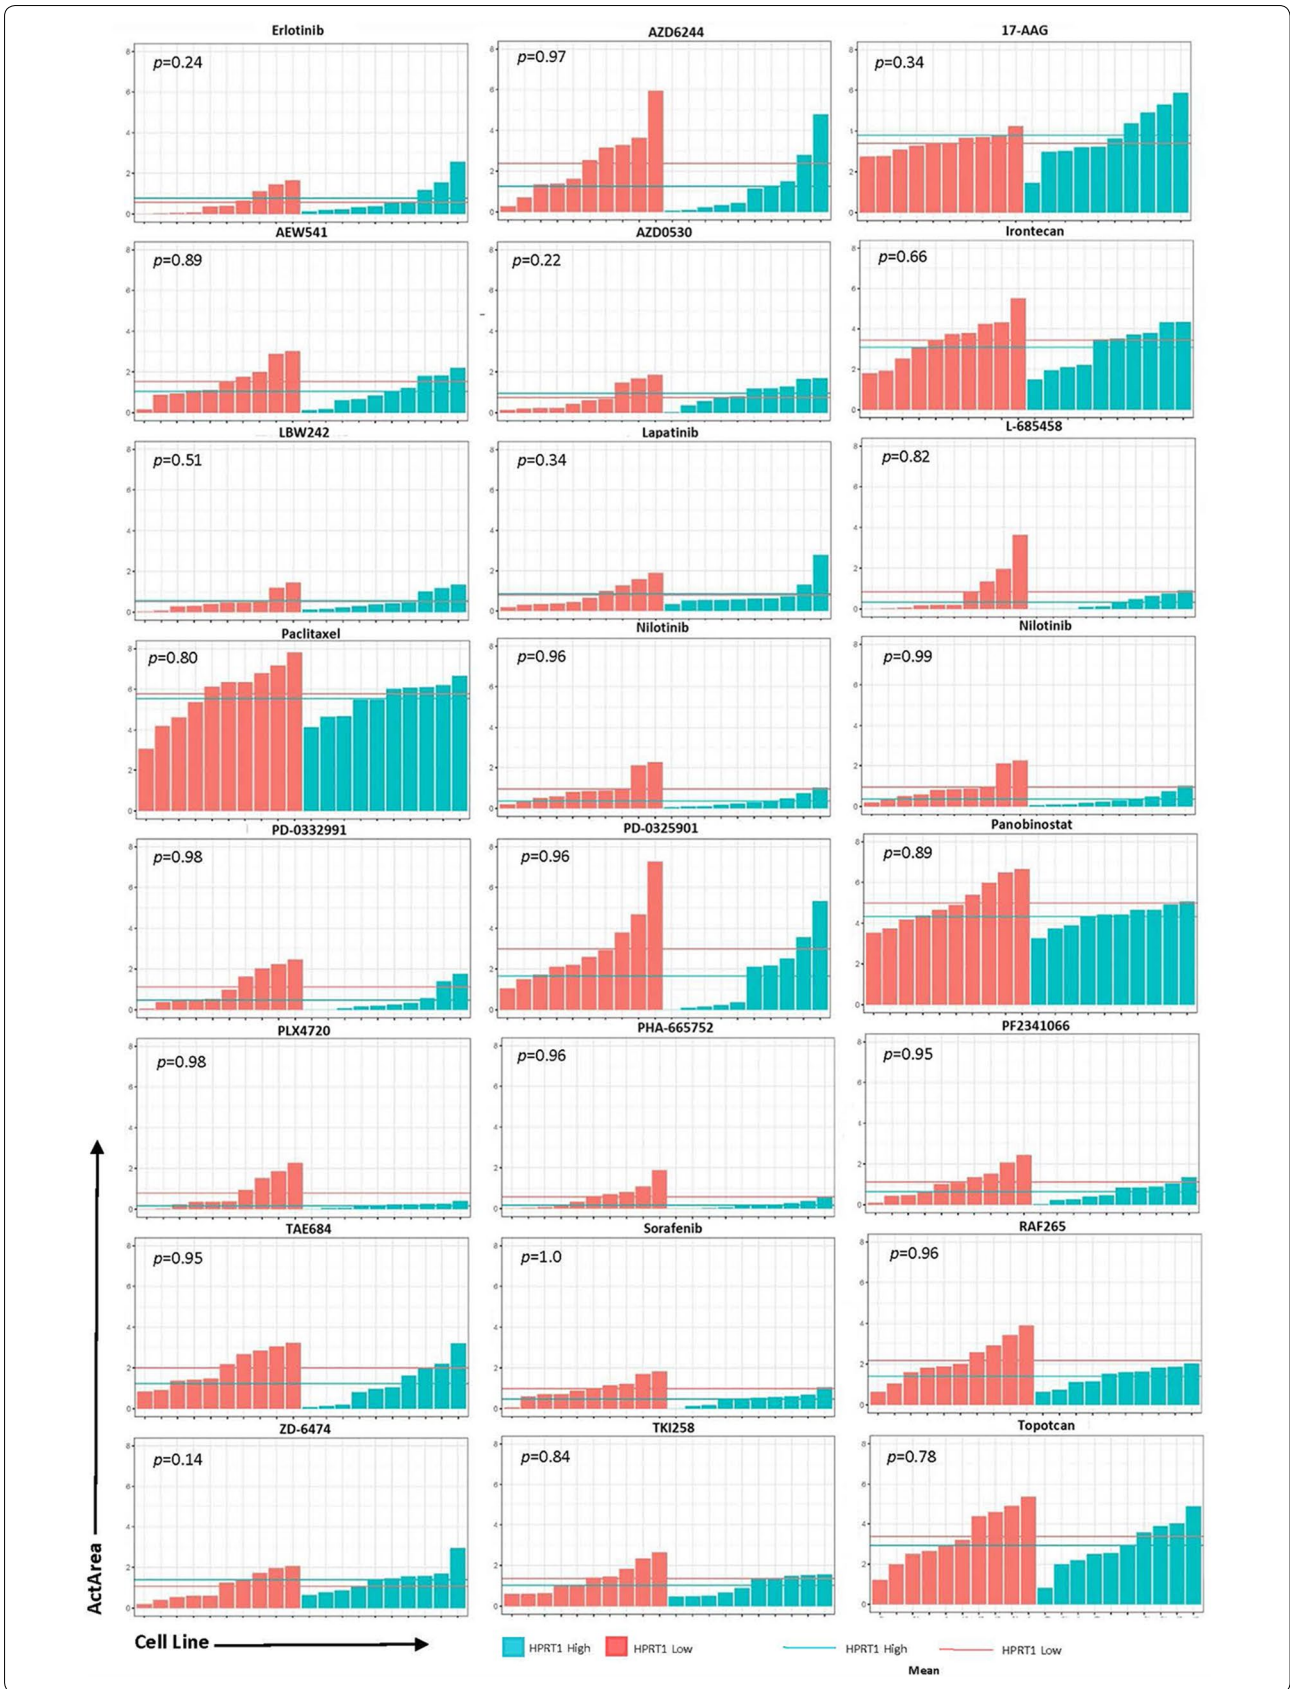 Erlotinib
AZD6244
17-AAG
p=0.24
p=0.97
p=0.34
AEW541
AZD0530
Irontecan
p=0.89
p=0.22
p=0.66
LBW242
Lapatinib
L-685458
p=0.51
p=0.34
p=0.82
Paclitaxel
Nilotinib
Nilotinib
p=0.80
p=0.96
p=0.99
PD-0332991
PD-0325901
Panobinostat
p=0.98
p=0.96
p=0.89
PLX4720
PHA-665752
PF2341066
p=0.98
p=0.96
p=0.95
TAE684
Sorafenib
RAF265
p=0.95
p=1.0
p=0.96
ZD-6474
TKI258
Topotcan
p=0.14
p=0.84
p=0.78
ActArea
Cell Line
HPRT1 High
HPRT1 Low
HPRT1 High
HPRT1 Low
Mean